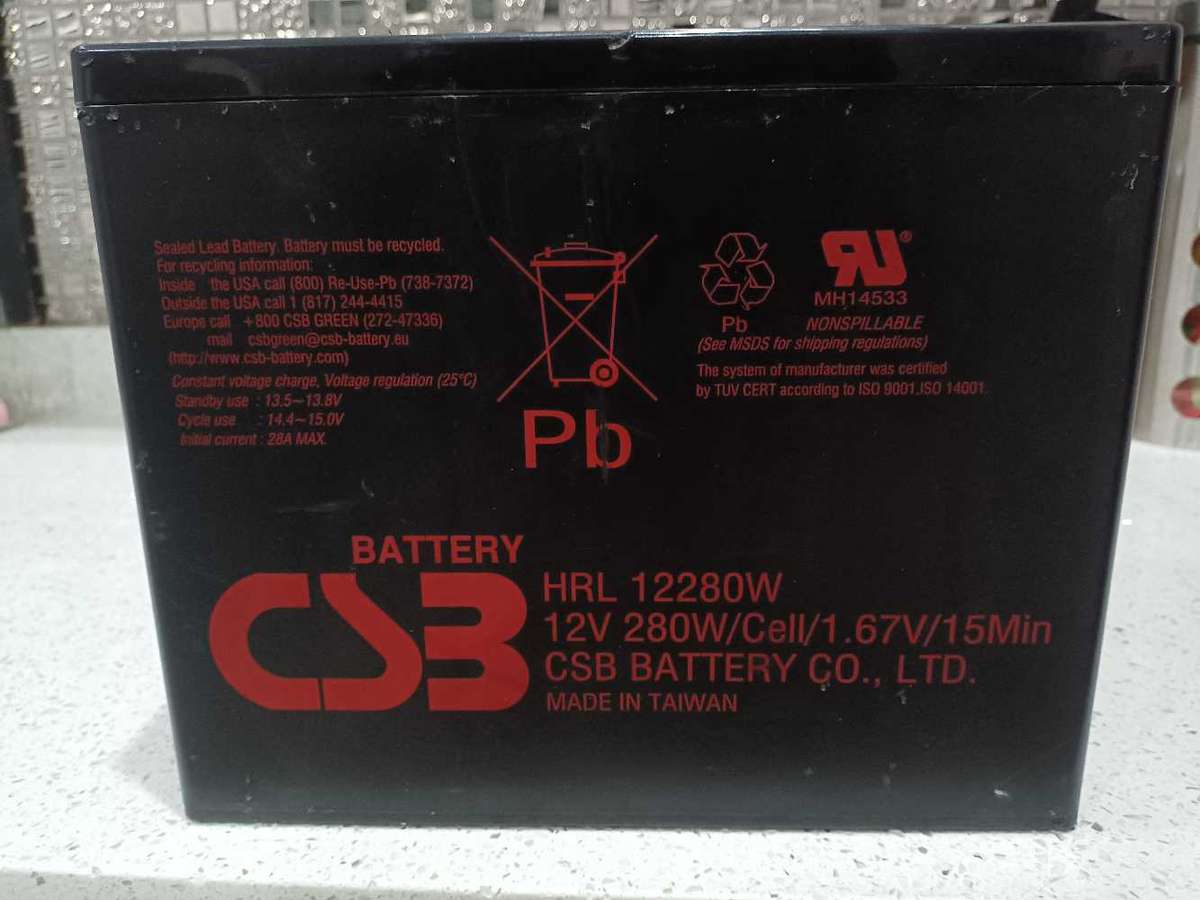 Sealed Lead Battery. Battery must be recycled.
For recycling information:
Inside the USA call (800) Re-Use-Pb (738-7372)
Outside the USA call 1 (817) 244-4415
Europe call +800 CSB GREEN (272-47336)
mail csbgreen@csb-battery.eu
(http://www.csb-battery.com)
Constant voltage charge, Voltage regulation (25°C)
Standby use : 13.5~13.8V
Cycle use : 14.4~15.0V
Initial current : 28A MAX.
Pb
Pb
RU®
MH14533
NONSPILLABLE
(See MSDS for shipping regulations)
The system of manufacturer was certified
by TUV CERT according to ISO 9001.ISO 14001.
BATTERY
CSB
HRL 12280W
12V 280W/Cell/1.67V/15Min
CSB BATTERY CO., LTD.
MADE IN TAIWAN